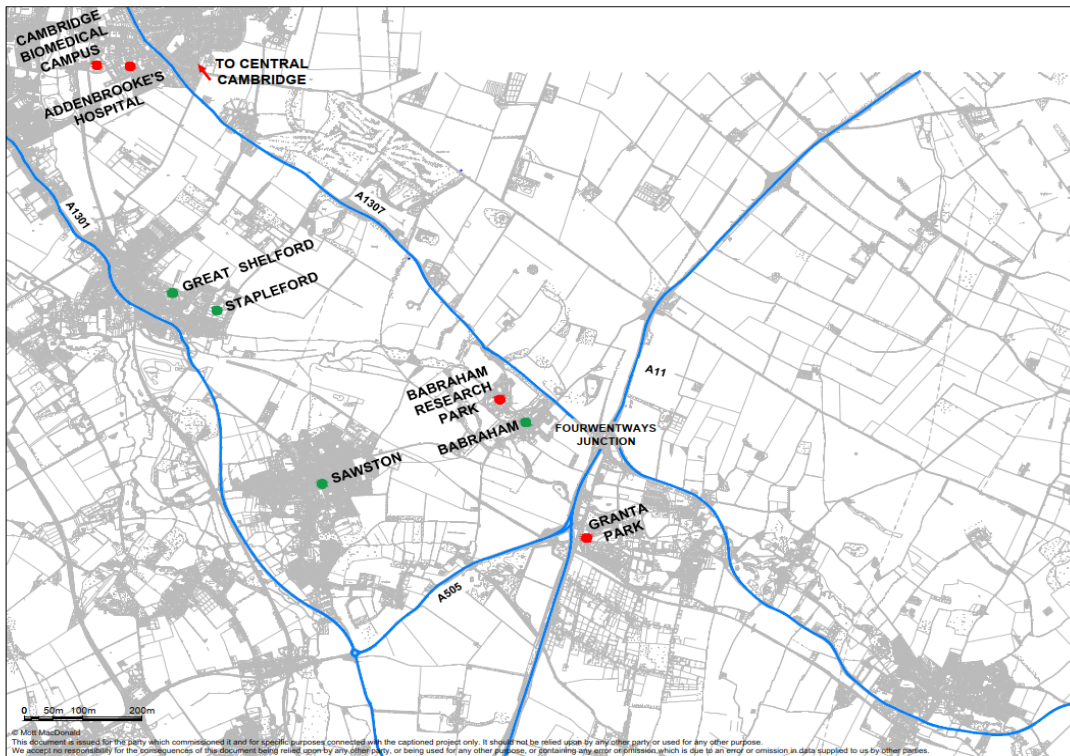 CAMBRIDGE
BIOMEDICAL
CAMPUS
TO CENTRAL
CAMBRIDGE
ADDENBROOKE'S
HOSPITAL
A1301
A1307
GREAT SHELFORD
STAPLEFORD
A11
BABRAHAM
RESEARCH
PARK
BABRAHAM
FOURWENTWAYS
JUNCTION
SAWSTON
GRANTA
PARK
A505
0 50m 100m 200m
© Mott MacDonald
This document is issued for the party which commissioned it and for specific purposes connected with the captioned project only. It should not be relied upon by any other party or used for any other purpose.
We accept no responsibility for the consequences of this document being relied upon by any other party, or being used for any other purpose, or containing any error or omission which is due to an error or omission in data supplied to us by other parties.